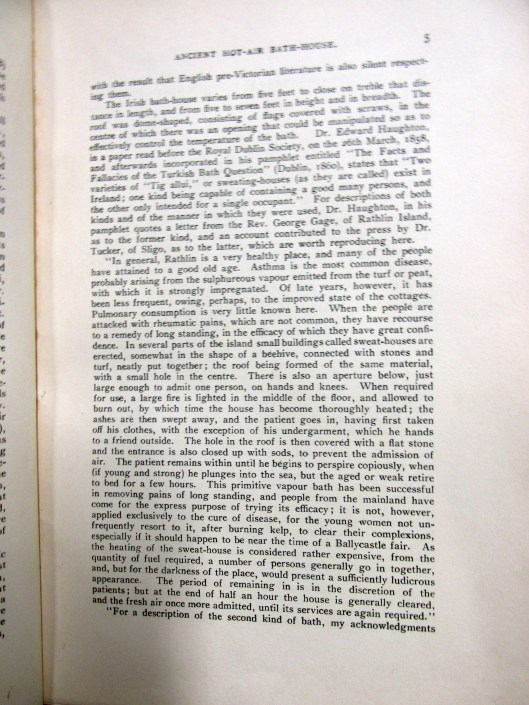 ANCIENT HOT-AIR BATH-HOUSE. 5
with the result that English pre-Victorian literature is also silent respect-
ing them.
The Irish bath-house varies from five feet to close on treble that dis-
tance in length, and from five to seven feet in height and in breadth. The
roof was dome-shaped, consisting of flags covered with scraws, in the
centre of which there was an opening that could be manipulated so as to
effectively control the temperature of the bath. Dr. Edward Haughton,
in a paper read before the Royal Dublin Society, on the 26th March, 1858,
and afterwards incorporated in his pamphlet entitled "The Facts and
Fallacies of the Turkish Bath Question" (Dublin, 1860), states that "Two
varieties of "Tig allui," or sweating-houses (as they are called) exist in
Ireland; one kind being capable of containing a good many persons, and
the other only intended for a single occupant." For descriptions of both
kinds and of the manner in which they were used, Dr. Haughton, in his
pamphlet quotes a letter from the Rev. George Gage, of Rathlin Island,
as to the former kind, and an account contributed to the press by Dr.
Tucker, of Sligo, as to the latter, which are worth reproducing here.
"In general, Rathlin is a very healthy place, and many of the people
have attained to a good old age. Asthma is the most common disease,
probably arising from the sulphureous vapour emitted from the turf or peat,
with which it is strongly impregnated. Of late years, however, it has
been less frequent, owing, perhaps, to the improved state of the cottages.
Pulmonary consumption is very little known here. When the people are
attacked with rheumatic pains, which are not common, they have recourse
to a remedy of long standing, in the efficacy of which they have great confi-
dence. In several parts of the island small buildings called sweat-houses are
erected, somewhat in the shape of a beehive, connected with stones and
turf, neatly put together; the roof being formed of the same material,
with a small hole in the centre. There is also an aperture below, just
large enough to admit one person, on hands and knees. When required
for use, a large fire is lighted in the middle of the floor, and allowed to
burn out, by which time the house has become thoroughly heated; the
ashes are then swept away, and the patient goes in, having first taken
off his clothes, with the exception of his undergarment, which he hands
to a friend outside. The hole in the roof is then covered with a flat stone
and the entrance is also closed up with sods, to prevent the admission of
air. The patient remains within until he begins to perspire copiously, when
(if young and strong) he plunges into the sea, but the aged or weak retire
to bed for a few hours. This primitive vapour bath has been successful
in removing pains of long standing, and people from the mainland have
come for the express purpose of trying its efficacy; it is not, however,
applied exclusively to the cure of disease, for the young women not un-
frequently resort to it, after burning kelp, to clear their complexions,
especially if it should happen to be near the time of a Ballycastle fair. As
the heating of the sweat-house is considered rather expensive, from the
quantity of fuel required, a number of persons generally go in together,
and, but for the darkness of the place, would present a sufficiently ludicrous
appearance. The period of remaining in is in the discretion of the
patients; but at the end of half an hour the house is generally cleared,
and the fresh air once more admitted, until its services are again required."
"For a description of the second kind of bath, my acknowledgments